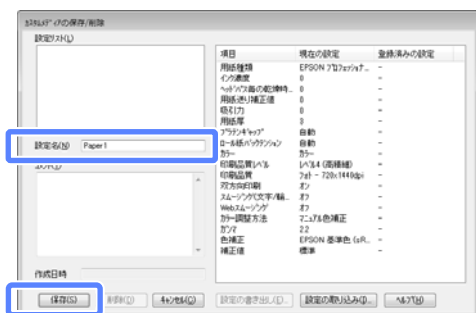 カスタムメディアの保存/削除
設定リスト(L)
項目 現在の設定 登録済みの設定
用紙種類 EPSON プロフェッショナ... -
インク濃度 0 -
ヘッドパス毎の乾燥時... 0 -
用紙送り補正値 0 -
吸引力 0 -
用紙厚 3 -
プラテンギャップ 自動 -
ロール紙バックテンション 自動 -
カラー カラー -
印刷品質レベル レベル4 (高精細) -
印刷品質 フォト - 720x1440dpi -
双方向印刷 オン -
スムージング(文字/輪... オフ -
Webスムージング オフ -
カラー調整方法 マニュアル色補正 -
ガンマ 2.2 -
色補正 EPSON 基準色 (sR... -
補正値 標準 -
設定名(N) Paper1
コメント(T)
作成日時
保存(S) 削除(D) キャンセル(C) 設定の書き出し(E)... 設定の取り込み(I)... ヘルプ(H)